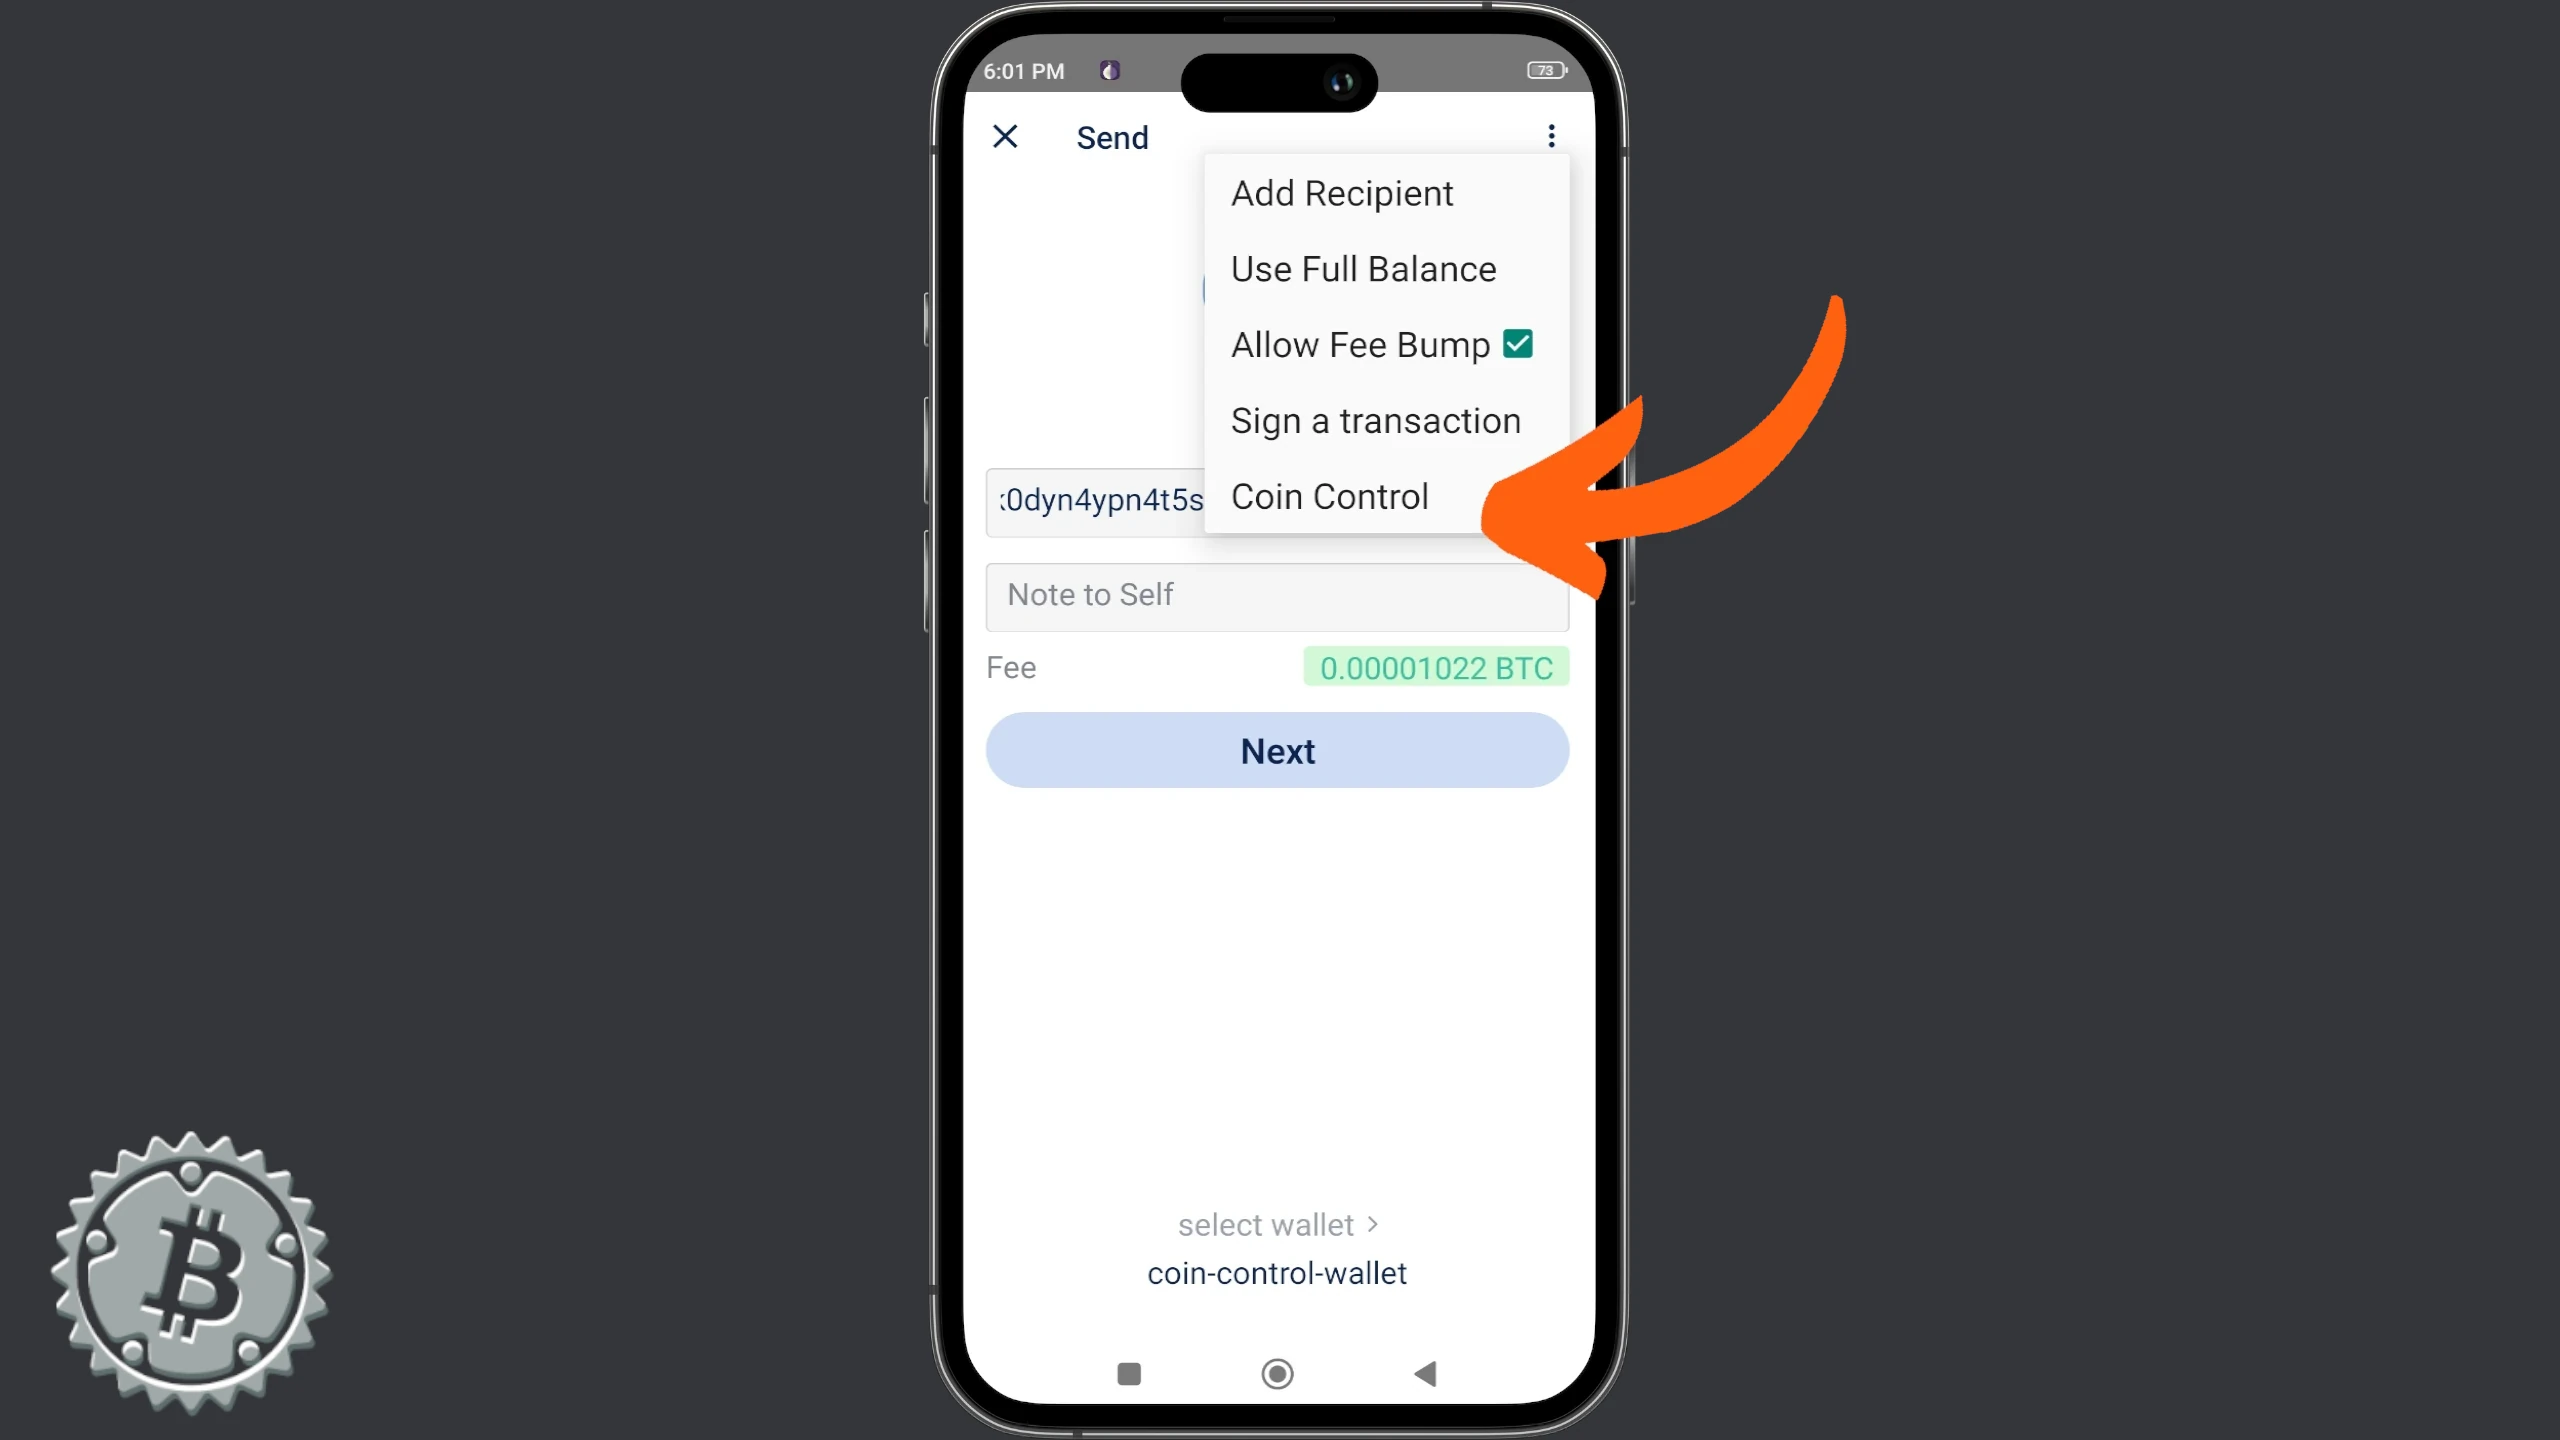 6:01 PM
73
Send
Add Recipient
Use Full Balance
Allow Fee Bump
Sign a transaction
Coin Control
0dyn4ypn4t5s
Note to Self
Fee
0.00001022 BTC
Next
select wallet >
coin-control-wallet